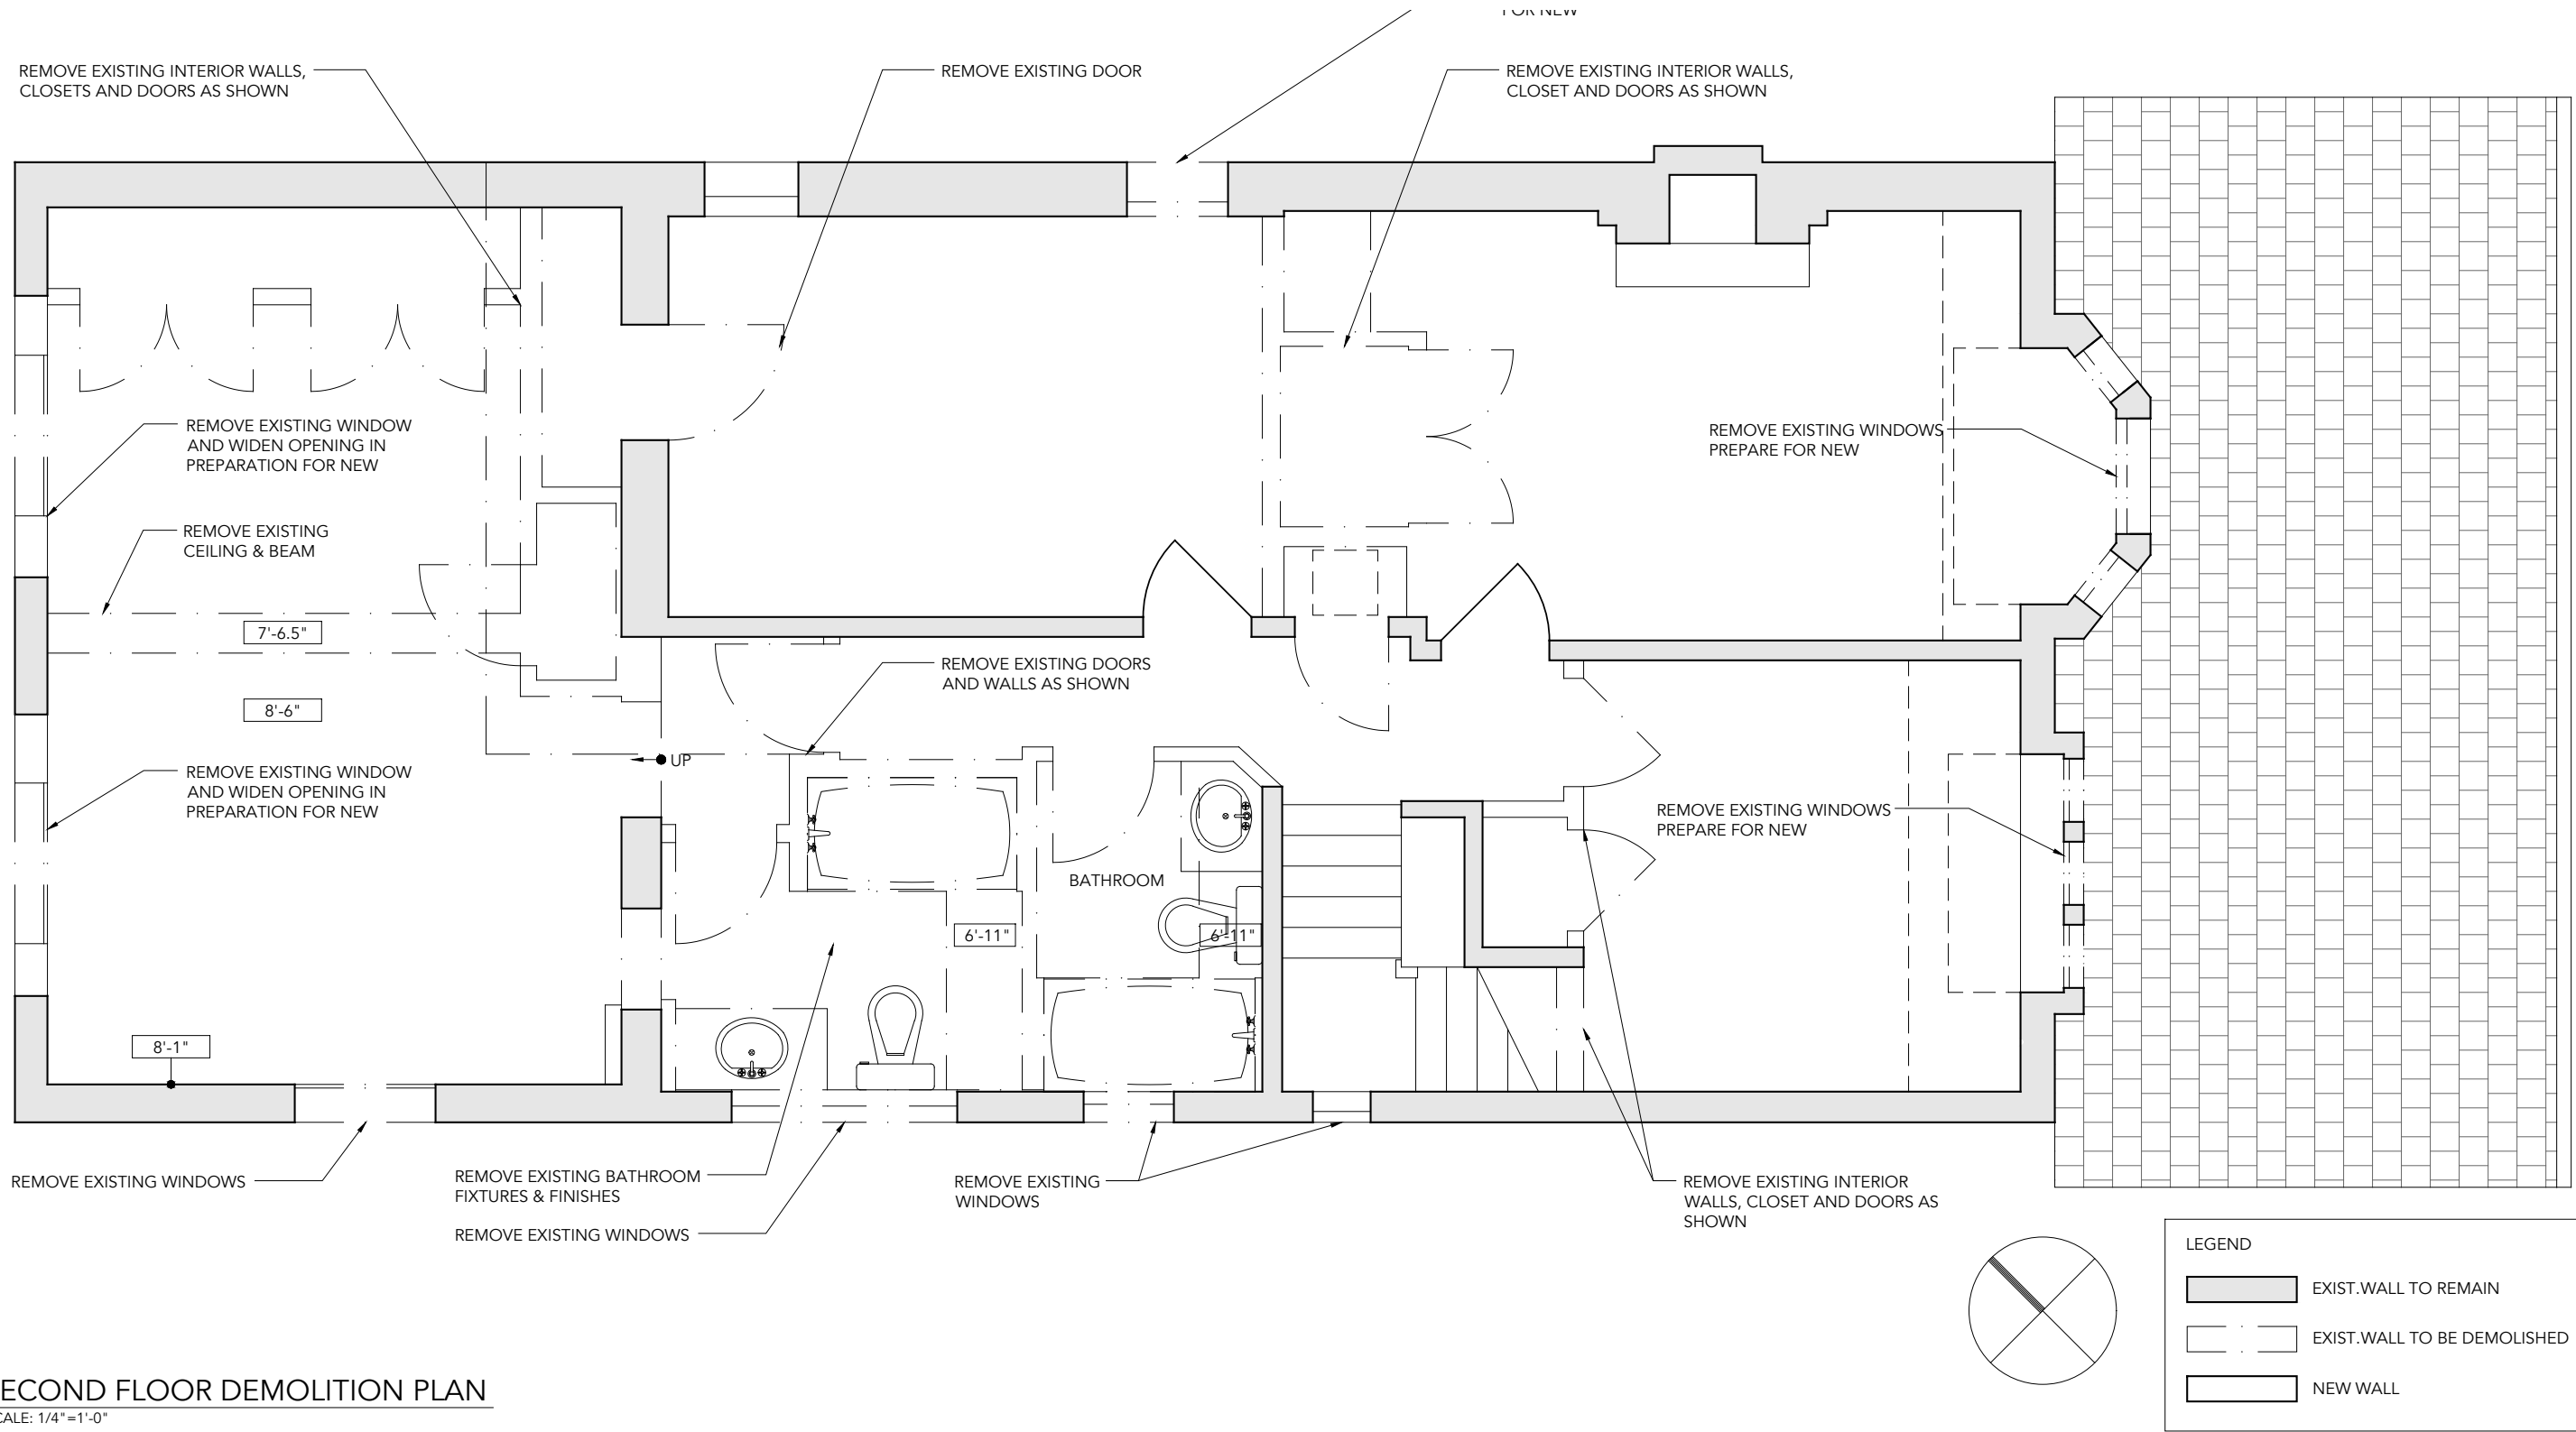 FOR NEW
REMOVE EXISTING INTERIOR WALLS,
CLOSETS AND DOORS AS SHOWN
REMOVE EXISTING DOOR
REMOVE EXISTING INTERIOR WALLS,
CLOSET AND DOORS AS SHOWN
REMOVE EXISTING WINDOW
AND WIDEN OPENING IN
PREPARATION FOR NEW
REMOVE EXISTING WINDOWS
PREPARE FOR NEW
REMOVE EXISTING
CEILING & BEAM
7'-6.5"
8'-6"
REMOVE EXISTING DOORS
AND WALLS AS SHOWN
UP
REMOVE EXISTING WINDOW
AND WIDEN OPENING IN
PREPARATION FOR NEW
REMOVE EXISTING WINDOWS
PREPARE FOR NEW
BATHROOM
6'-11"
6'-11"
8'-1"
REMOVE EXISTING WINDOWS
REMOVE EXISTING BATHROOM
FIXTURES & FINISHES
REMOVE EXISTING WINDOWS
REMOVE EXISTING
WINDOWS
REMOVE EXISTING INTERIOR
WALLS, CLOSET AND DOORS AS
SHOWN
LEGEND
EXIST.WALL TO REMAIN
EXIST.WALL TO BE DEMOLISHED
NEW WALL
ECOND FLOOR DEMOLITION PLAN
CALE: 1/4"=1'-0"